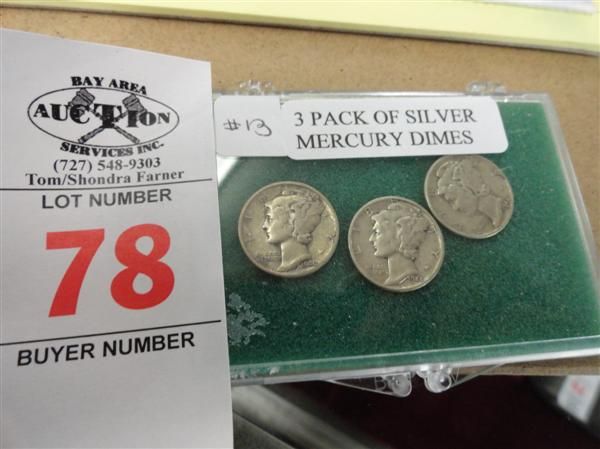 BAY AREA
AUCTION
SERVICES INC.
(727) 548-9303
Tom/Shondra Farner
LOT NUMBER
78
BUYER NUMBER
#13
3 PACK OF SILVER
MERCURY DIMES